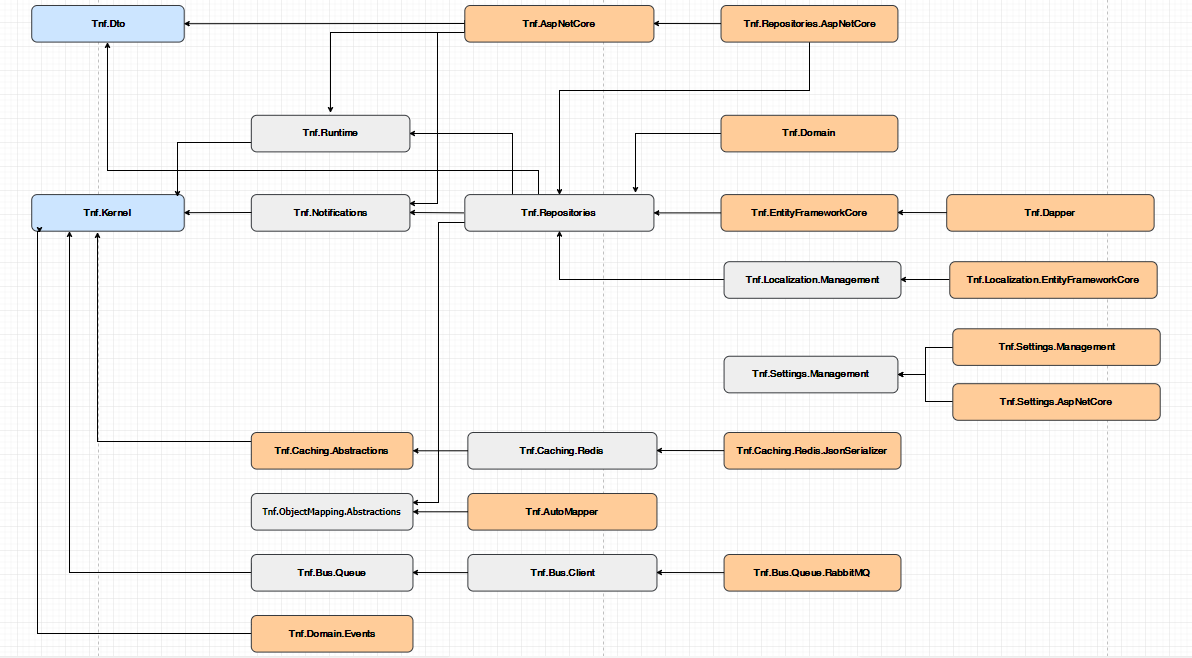 Tnf.Dto
Tnf.AspNetCore
Tnf.Repositories.AspNetCore
Tnf.Runtime
Tnf.Domain
Tnf.Kernel
Tnf.Notifications
Tnf.Repositories
Tnf.EntityFrameworkCore
Tnf.Dapper
Tnf.Localization.Management
Tnf.Localization.EntityFrameworkCore
Tnf.Settings.Management
Tnf.Settings.Management
Tnf.Settings.AspNetCore
Tnf.Caching.Abstractions
Tnf.Caching.Redis
Tnf.Caching.Redis.JsonSerializer
Tnf.ObjectMapping.Abstractions
Tnf.AutoMapper
Tnf.Bus.Queue
Tnf.Bus.Client
Tnf.Bus.Queue.RabbitMQ
Tnf.Domain.Events